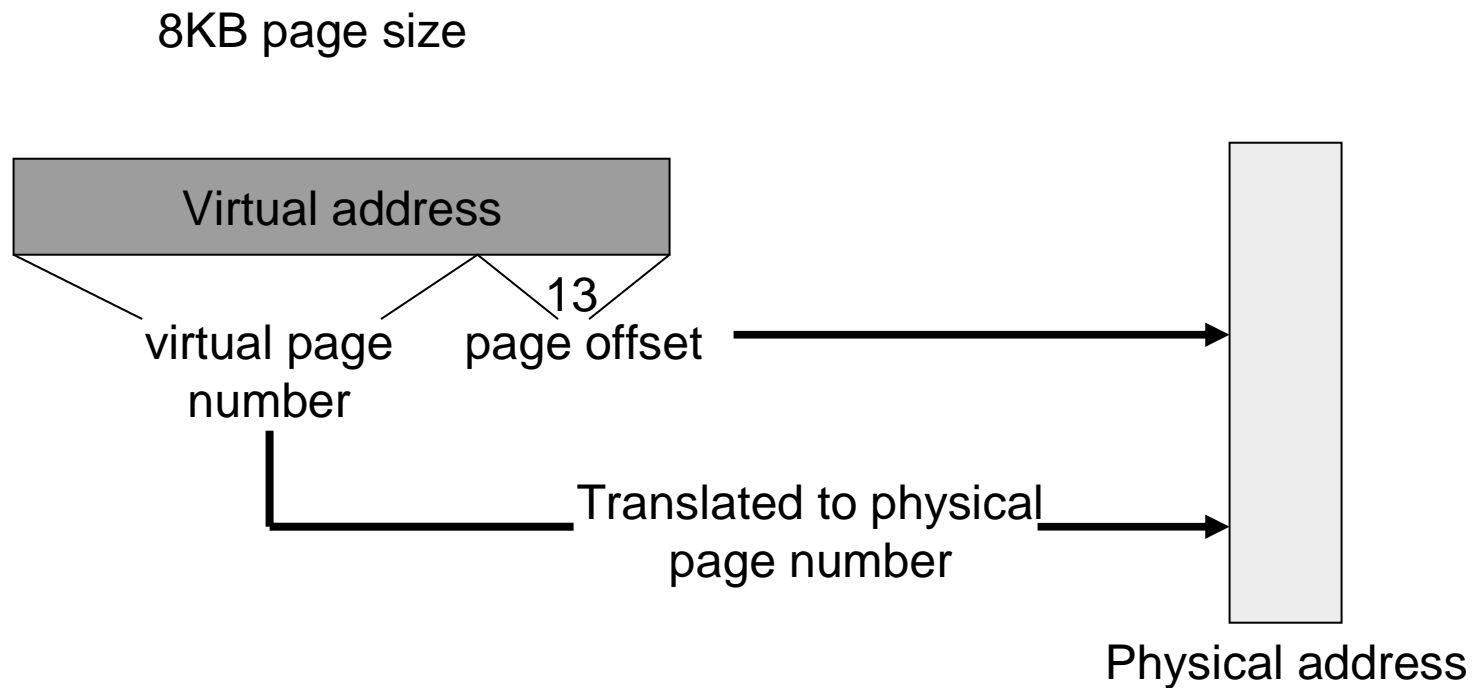 8KB page size
Virtual address
13
virtual page
number
page offset
Translated to physical
page number
Physical address